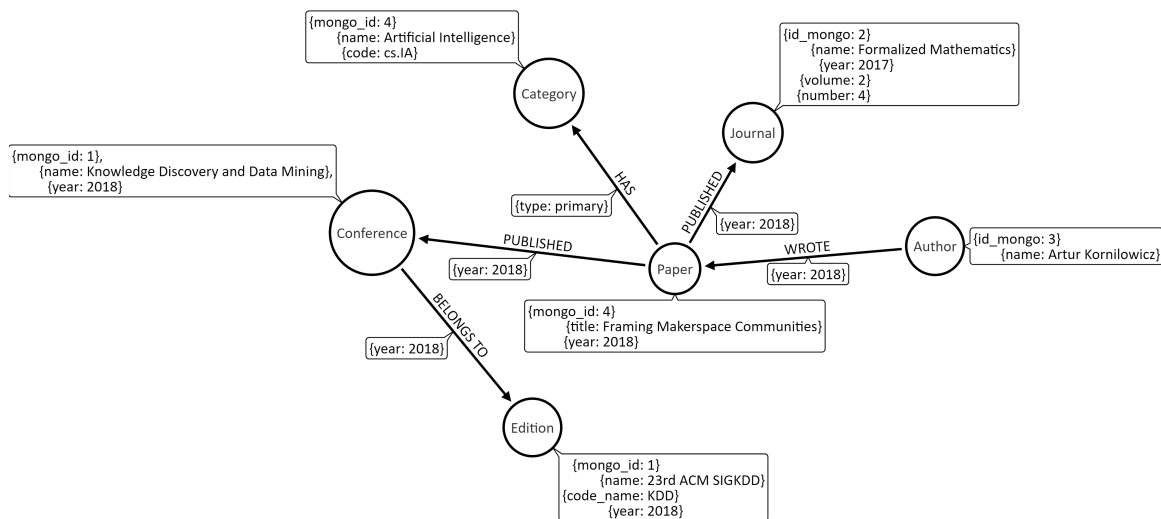 {mongo_id: 4}
{name: Artificial Intelligence}
{code: cs.IA}
Category
{id_mongo: 2}
{name: Formalized Mathematics}
{year: 2017}
{volume: 2}
{number: 4}
Journal
{mongo_id: 1},
{name: Knowledge Discovery and Data Mining},
{year: 2018}
Conference
HAS
{type: primary}
PUBLISHED
{year: 2018}
PUBLISHED
{year: 2018}
Paper
{mongo_id: 4}
{title: Framing Makerspace Communities}
{year: 2018}
WROTE
{year: 2018}
Author
{id_mongo: 3}
{name: Artur Kornilowicz}
BELONGS TO
{year: 2018}
Edition
{mongo_id: 1}
{name: 23rd ACM SIGKDD}
{code_name: KDD}
{year: 2018}